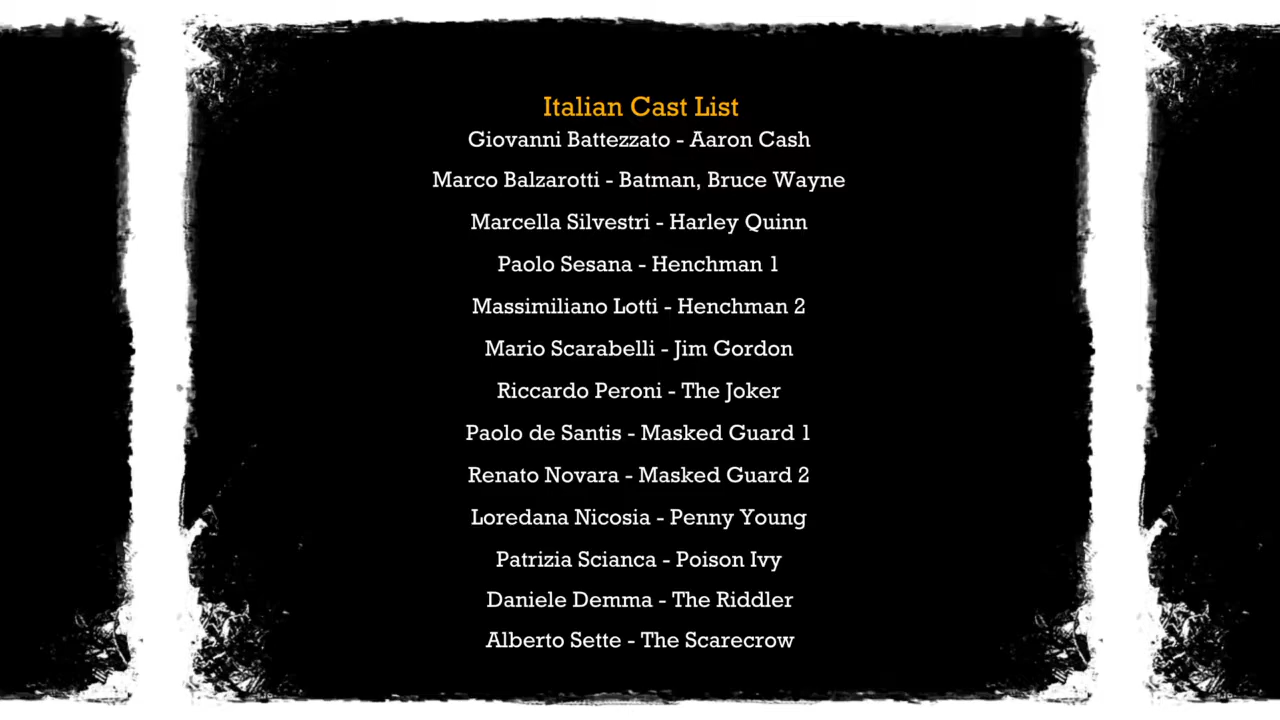 Italian Cast List
Giovanni Battezzato - Aaron Cash
Marco Balzarotti - Batman, Bruce Wayne
Marcella Silvestri - Harley Quinn
Paolo Sesana - Henchman 1
Massimiliano Lotti - Henchman 2
Mario Scarabelli - Jim Gordon
Riccardo Peroni - The Joker
Paolo de Santis - Masked Guard 1
Renato Novara - Masked Guard 2
Loredana Nicosia - Penny Young
Patrizia Scianca - Poison Ivy
Daniele Demma - The Riddler
Alberto Sette - The Scarecrow